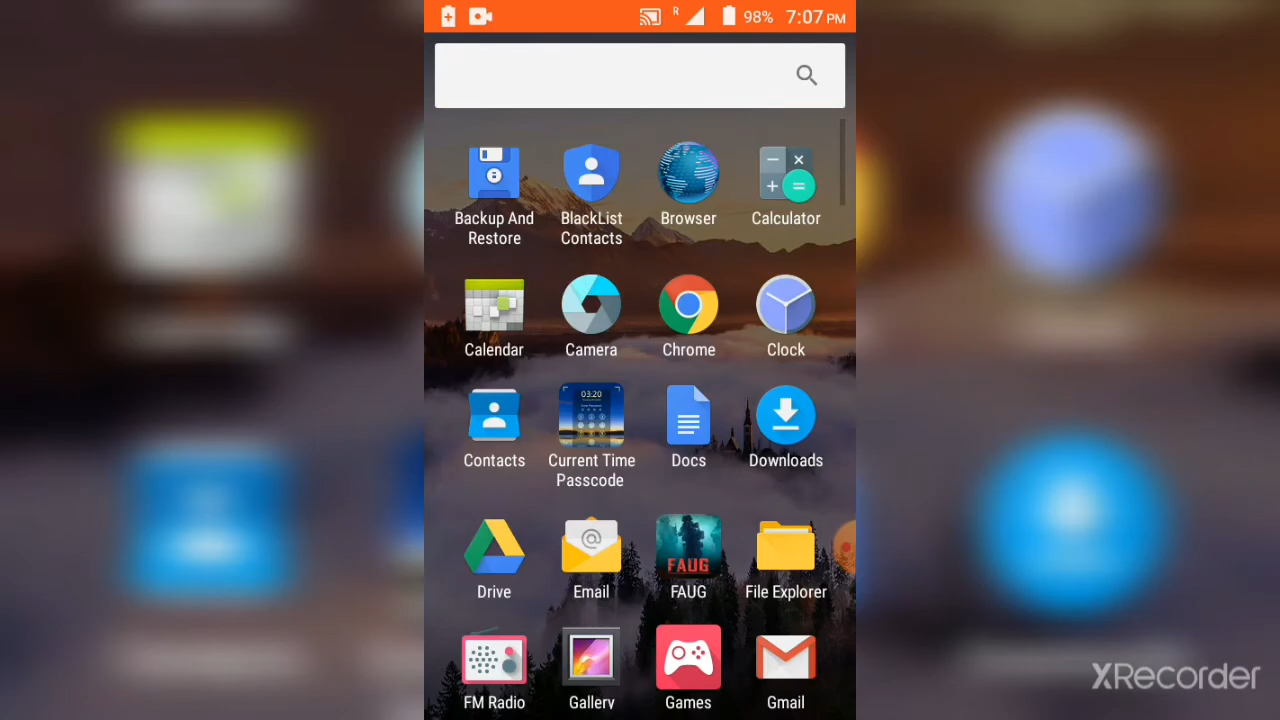 R 98% 7:07 PM
Backup And Restore
BlackList Contacts
Browser
Calculator
Calendar
Camera
Chrome
Clock
Contacts
03:20
Current Time Passcode
Docs
Downloads
Drive
Email
FAUG
FAUG
File Explorer
FM Radio
Gallery
Games
Gmail
XRecorder